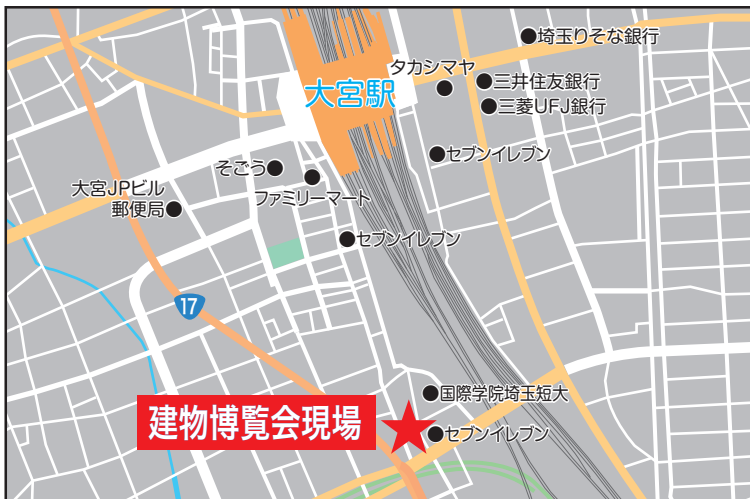 埼玉りそな銀行
タカシマヤ
三井住友銀行
大宮駅
三菱UFJ銀行
セブンイレブン
そごう
大宮JPビル
郵便局
ファミリーマート
セブンイレブン
17
国際学院埼玉短大
建物博覧会現場
セブンイレブン